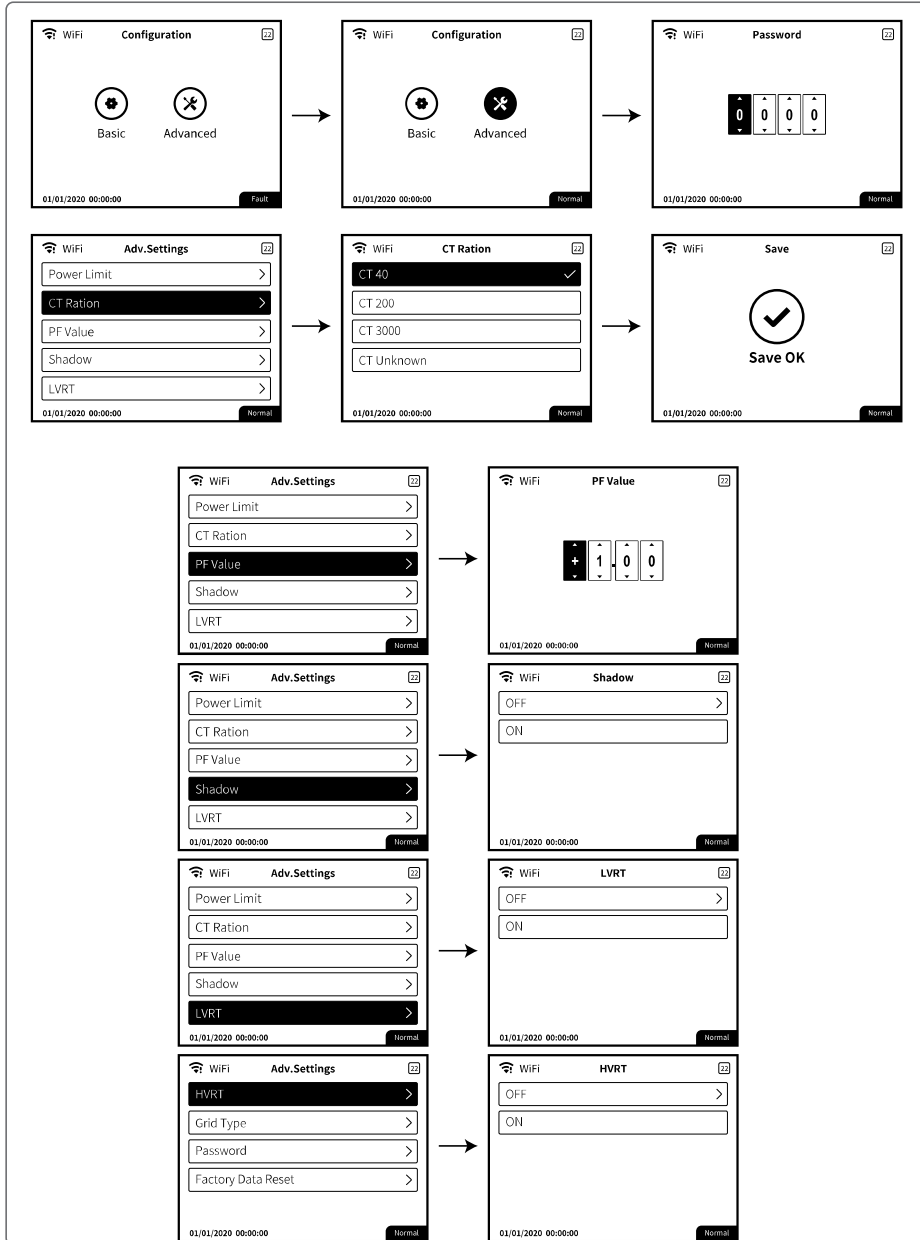 WiFi Configuration 22
Basic Advanced
01/01/2020 00:00:00 Fault
WiFi Configuration 22
Basic Advanced
01/01/2020 00:00:00 Normal
WiFi Password 22
0 0 0 0
01/01/2020 00:00:00 Normal
WiFi Adv.Settings 22
Power Limit
CT Ration
PF Value
Shadow
LVRT
01/01/2020 00:00:00 Normal
WiFi CT Ration 22
CT 40
CT 200
CT 3000
CT Unknown
01/01/2020 00:00:00 Normal
WiFi Save 22
Save OK
01/01/2020 00:00:00 Normal
WiFi Adv.Settings 22
Power Limit
CT Ration
PF Value
Shadow
LVRT
01/01/2020 00:00:00 Normal
WiFi PF Value 22
+ 1.0 0
01/01/2020 00:00:00 Normal
WiFi Adv.Settings 22
Power Limit
CT Ration
PF Value
Shadow
LVRT
01/01/2020 00:00:00 Normal
WiFi Shadow 22
OFF
ON
01/01/2020 00:00:00 Normal
WiFi Adv.Settings 22
Power Limit
CT Ration
PF Value
Shadow
LVRT
01/01/2020 00:00:00 Normal
WiFi LVRT 22
OFF
ON
01/01/2020 00:00:00 Normal
WiFi Adv.Settings 22
HVRT
Grid Type
Password
Factory Data Reset
01/01/2020 00:00:00 Normal
WiFi HVRT 22
OFF
ON
01/01/2020 00:00:00 Normal